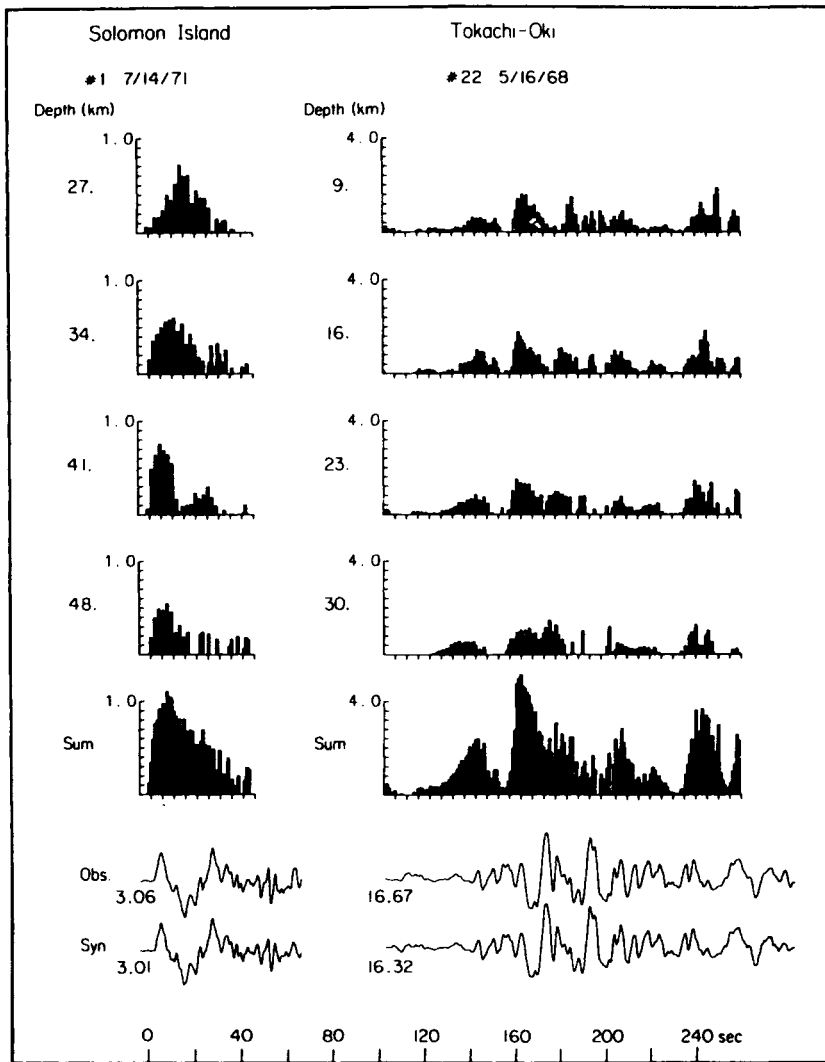 Solomon Island Tokachi-Oki
#1 7/14/71 #22 5/16/68
Depth (km) Depth (km)
1.0 4.0
27. 9.
1.0 4.0
34. 16.
1.0 4.0
41. 23.
1.0 4.0
48. 30.
1.0 4.0
Sum Sum
Obs.
3.06 16.67
Syn
3.01 16.32
0 40 80 120 160 200 240 sec